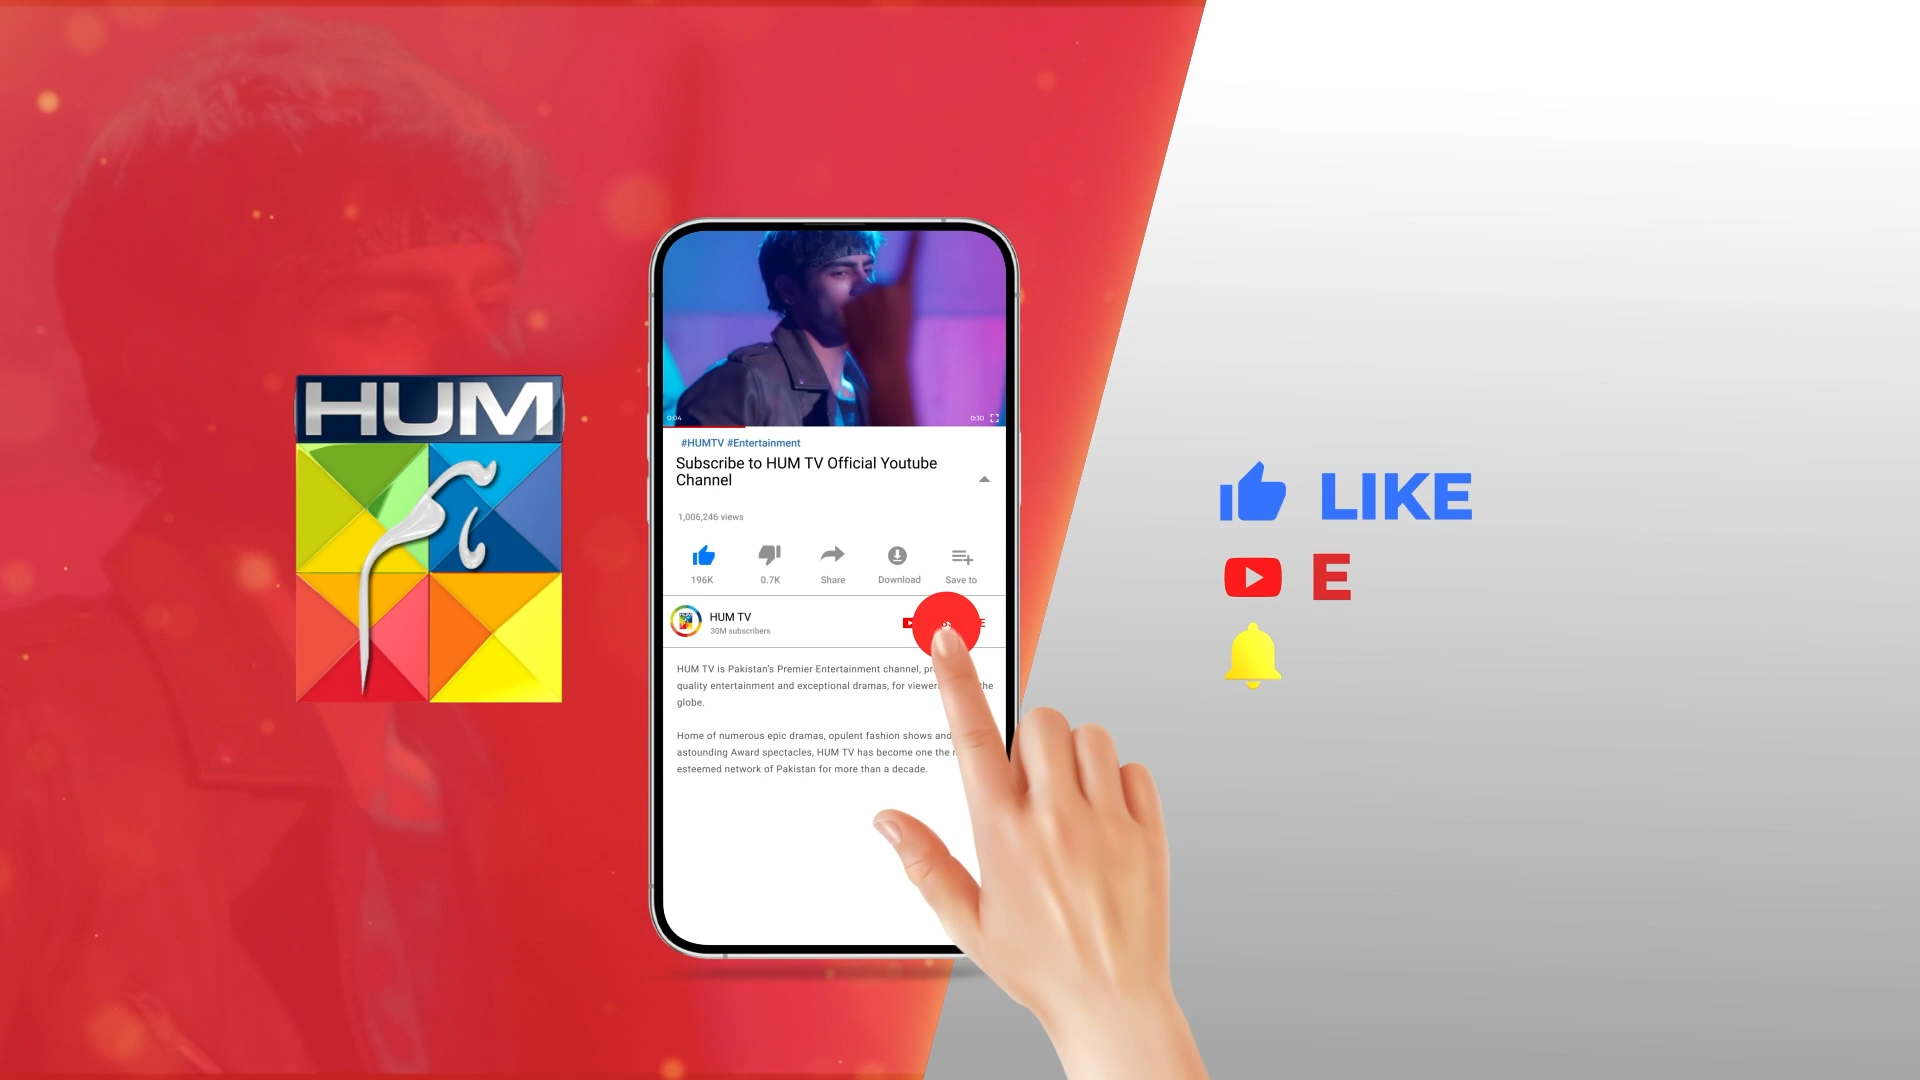 HUM
ہم
0:04
0:30
#HUMTV #Entertainment
Subscribe to HUM TV Official Youtube
Channel
1,006,246 views
196K
0.7K
Share
Download
Save to
HUM TV
30M subscribers
E
HUM TV is Pakistan's Premier Entertainment channel,
quality entertainment and exceptional dramas, for the
globe.
Home of numerous epic dramas, opulent fashion shows and
astounding Award spectacles, HUM TV has become one the
esteemed network of Pakistan for more than a decade.
LIKE
E